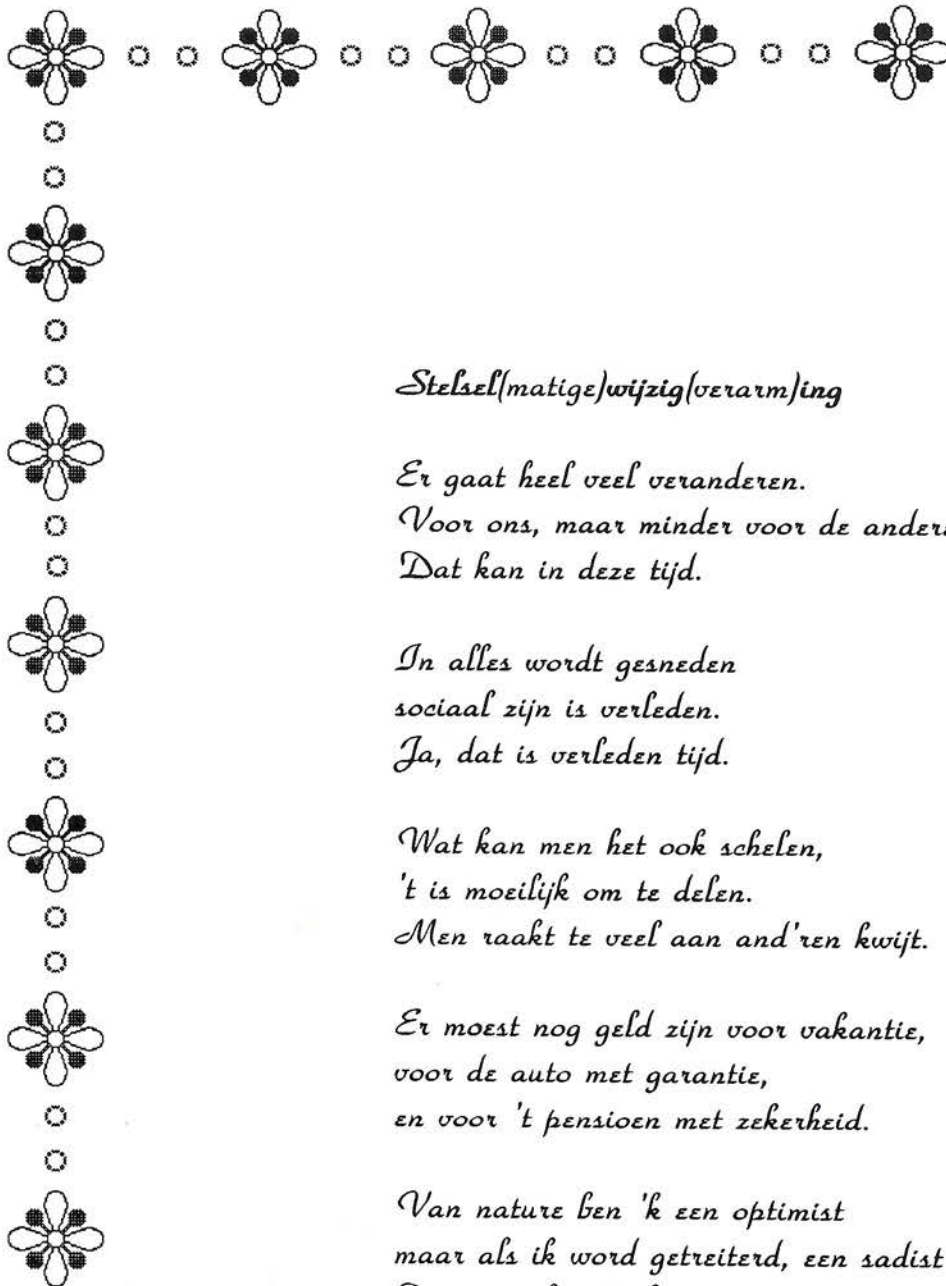 Stelsel(matige)wijzig(verarm)ing
Er gaat heel veel veranderen.
Voor ons, maar minder voor de
Dat kan in deze tijd.
In alles wordt gesneden
sociaal zijn is verleden.
Ja, dat is verleden tijd.
Wat kan men het ook schelen,
't is moeilijk om te delen.
Men raakt te veel aan and'ren kwijt.
Er moest nog geld zijn voor vakantie,
voor de auto met garantie,
en voor 't pensioen met zekerheid.
Van nature ben 'k een optimist
maar als ik word getreiterd, een sadist